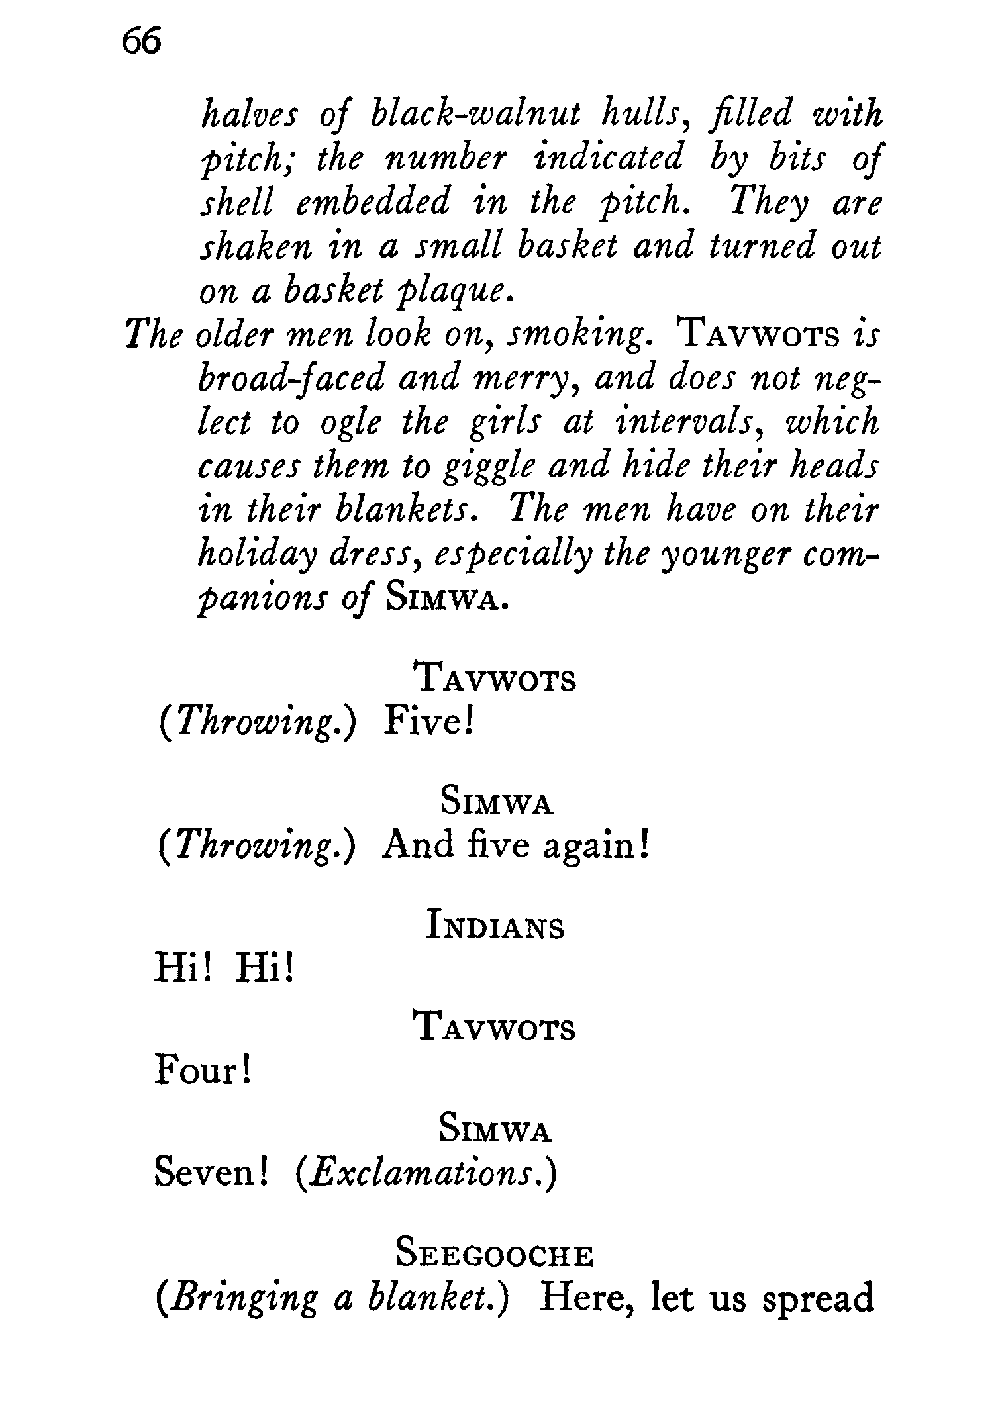 66
halves of black-walnut hulls, filled with
pitch; the number indicated by bits of
shell embedded in the pitch. They are
shaken in a small basket and turned out
on a basket plaque.
The older men look on, smoking. Tavwots is
broad-faced and merry, and does not neg-
lect to ogle the girls at intervals, which
causes them to giggle and hide their heads
in their blankets. The men have on their
holiday dress, especially the younger com-
panions of Simwa.
Tavwots
(Throwing.) Five!
Simwa
(Throwing.) And five again!
Indians
Hi! Hi!
Tavwots
Four!
Simwa
Seven! (Exclamations.)
Seegooche
(Bringing a blanket.) Here, let us spread